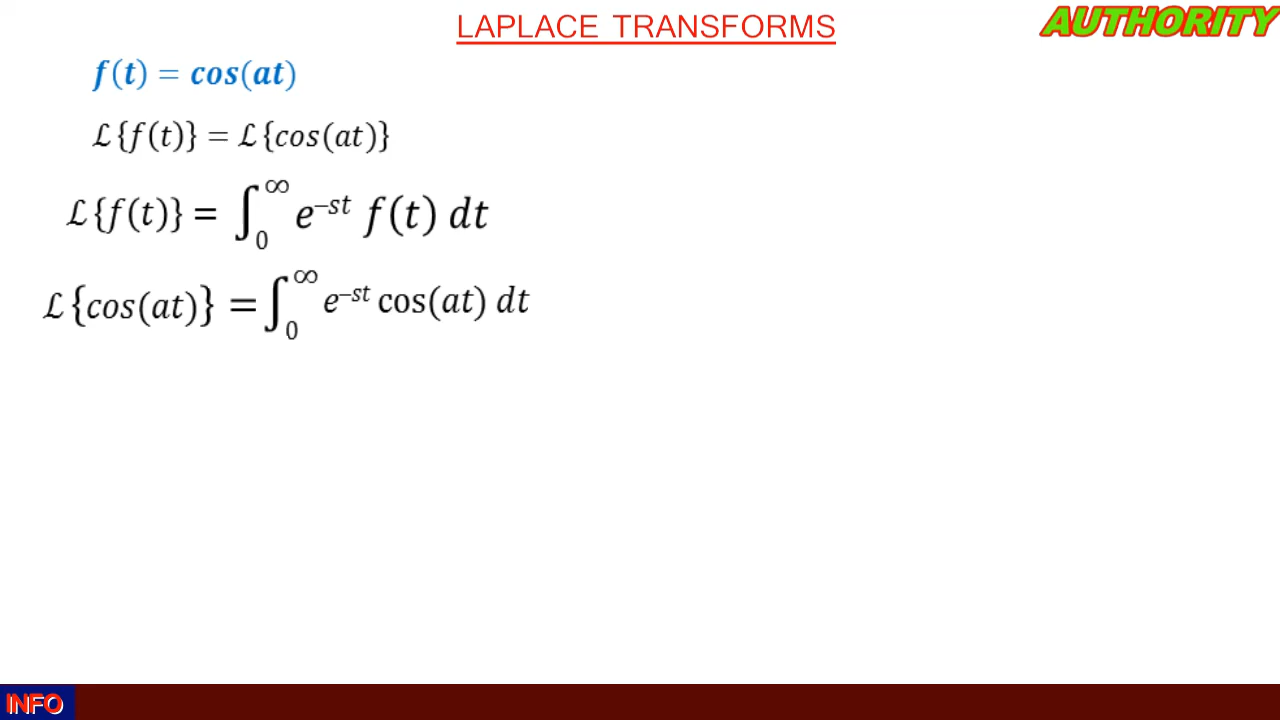 LAPLACE TRANSFORMS
AUTHORITY
f(t) = cos(at)
ℒ{f(t)} = ℒ{cos(at)}
ℒ{f(t)} = ∫₀^∞ e^–st f(t) dt
ℒ{cos(at)} = ∫₀^∞ e^–st cos(at) dt
INFO